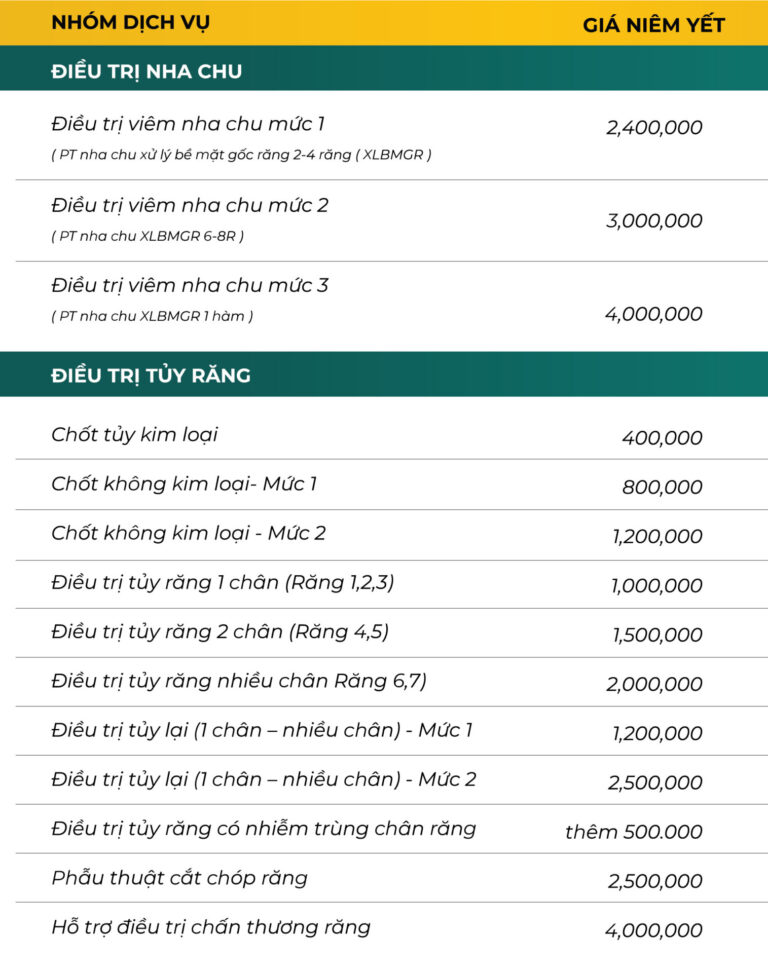 NHÓM DỊCH VỤ GIÁ NIÊM YẾT
ĐIỀU TRỊ NHA CHU
Điều trị viêm nha chu mức 1 2,400,000
( PT nha chu xử lý bề mặt gốc răng 2-4 răng ( XLBMGR )
Điều trị viêm nha chu mức 2 3,000,000
( PT nha chu XLBMGR 6-8R )
Điều trị viêm nha chu mức 3 4,000,000
( PT nha chu XLBMGR 1 hàm )
ĐIỀU TRỊ TỦY RĂNG
Chốt tủy kim loại 400,000
Chốt không kim loại- Mức 1 800,000
Chốt không kim loại - Mức 2 1,200,000
Điều trị tủy răng 1 chân (Răng 1,2,3) 1,000,000
Điều trị tủy răng 2 chân (Răng 4,5) 1,500,000
Điều trị tủy răng nhiều chân Răng 6,7) 2,000,000
Điều trị tủy lại (1 chân – nhiều chân) - Mức 1 1,200,000
Điều trị tủy lại (1 chân – nhiều chân) - Mức 2 2,500,000
Điều trị tủy răng có nhiễm trùng chân răng thêm 500.000
Phẫu thuật cắt chóp răng 2,500,000
Hỗ trợ điều trị chấn thương răng 4,000,000